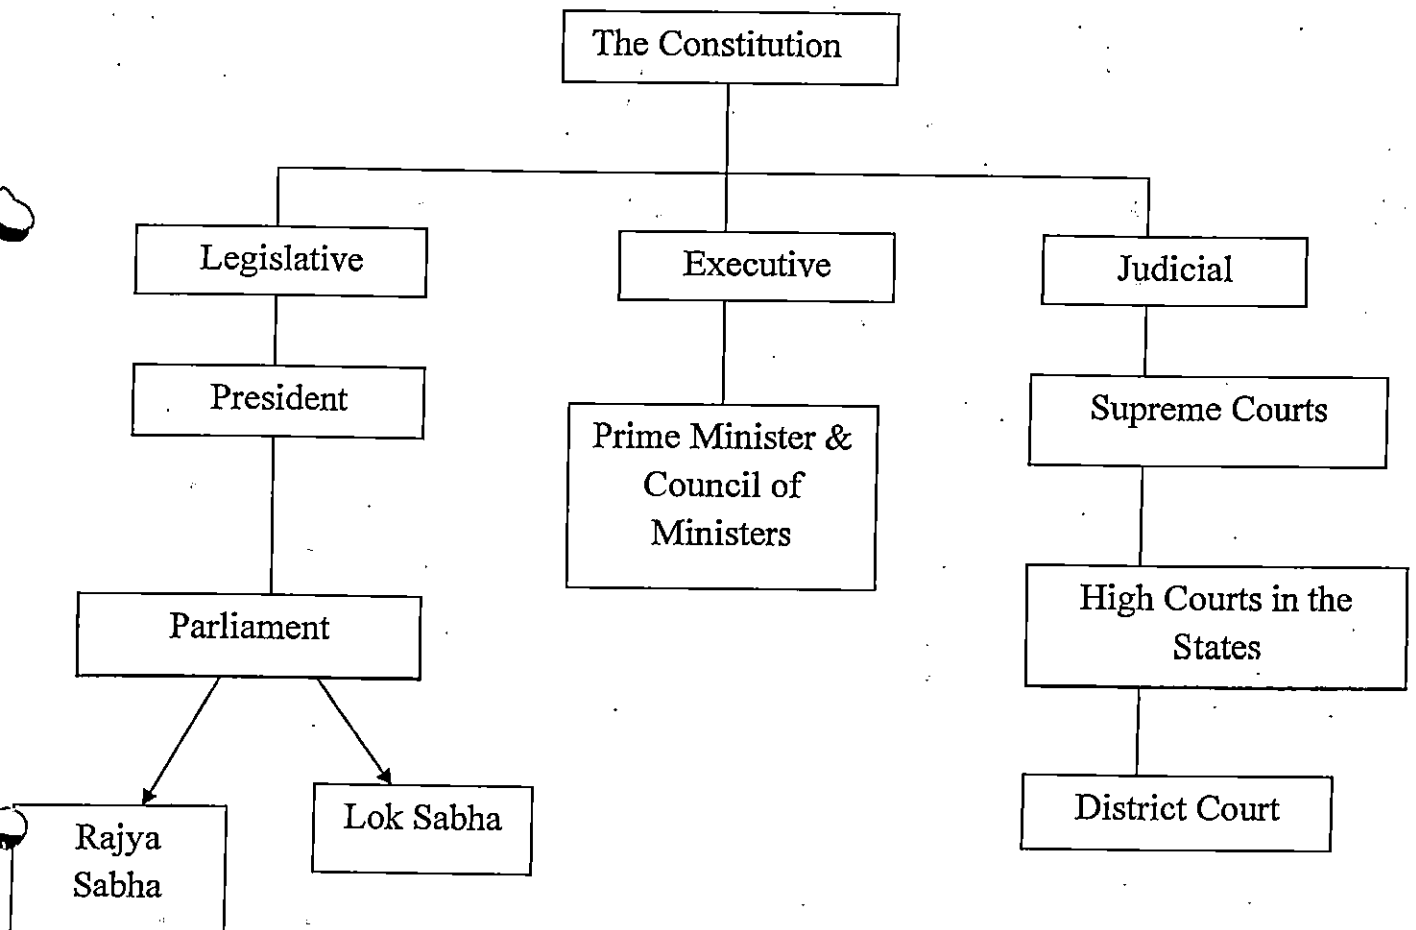 The Constitution
Legislative
Executive
Judicial
President
Prime Minister &
Council of
Ministers
Supreme Courts
Parliament
High Courts in the
States
Rajya
Sabha
Lok Sabha
District Court